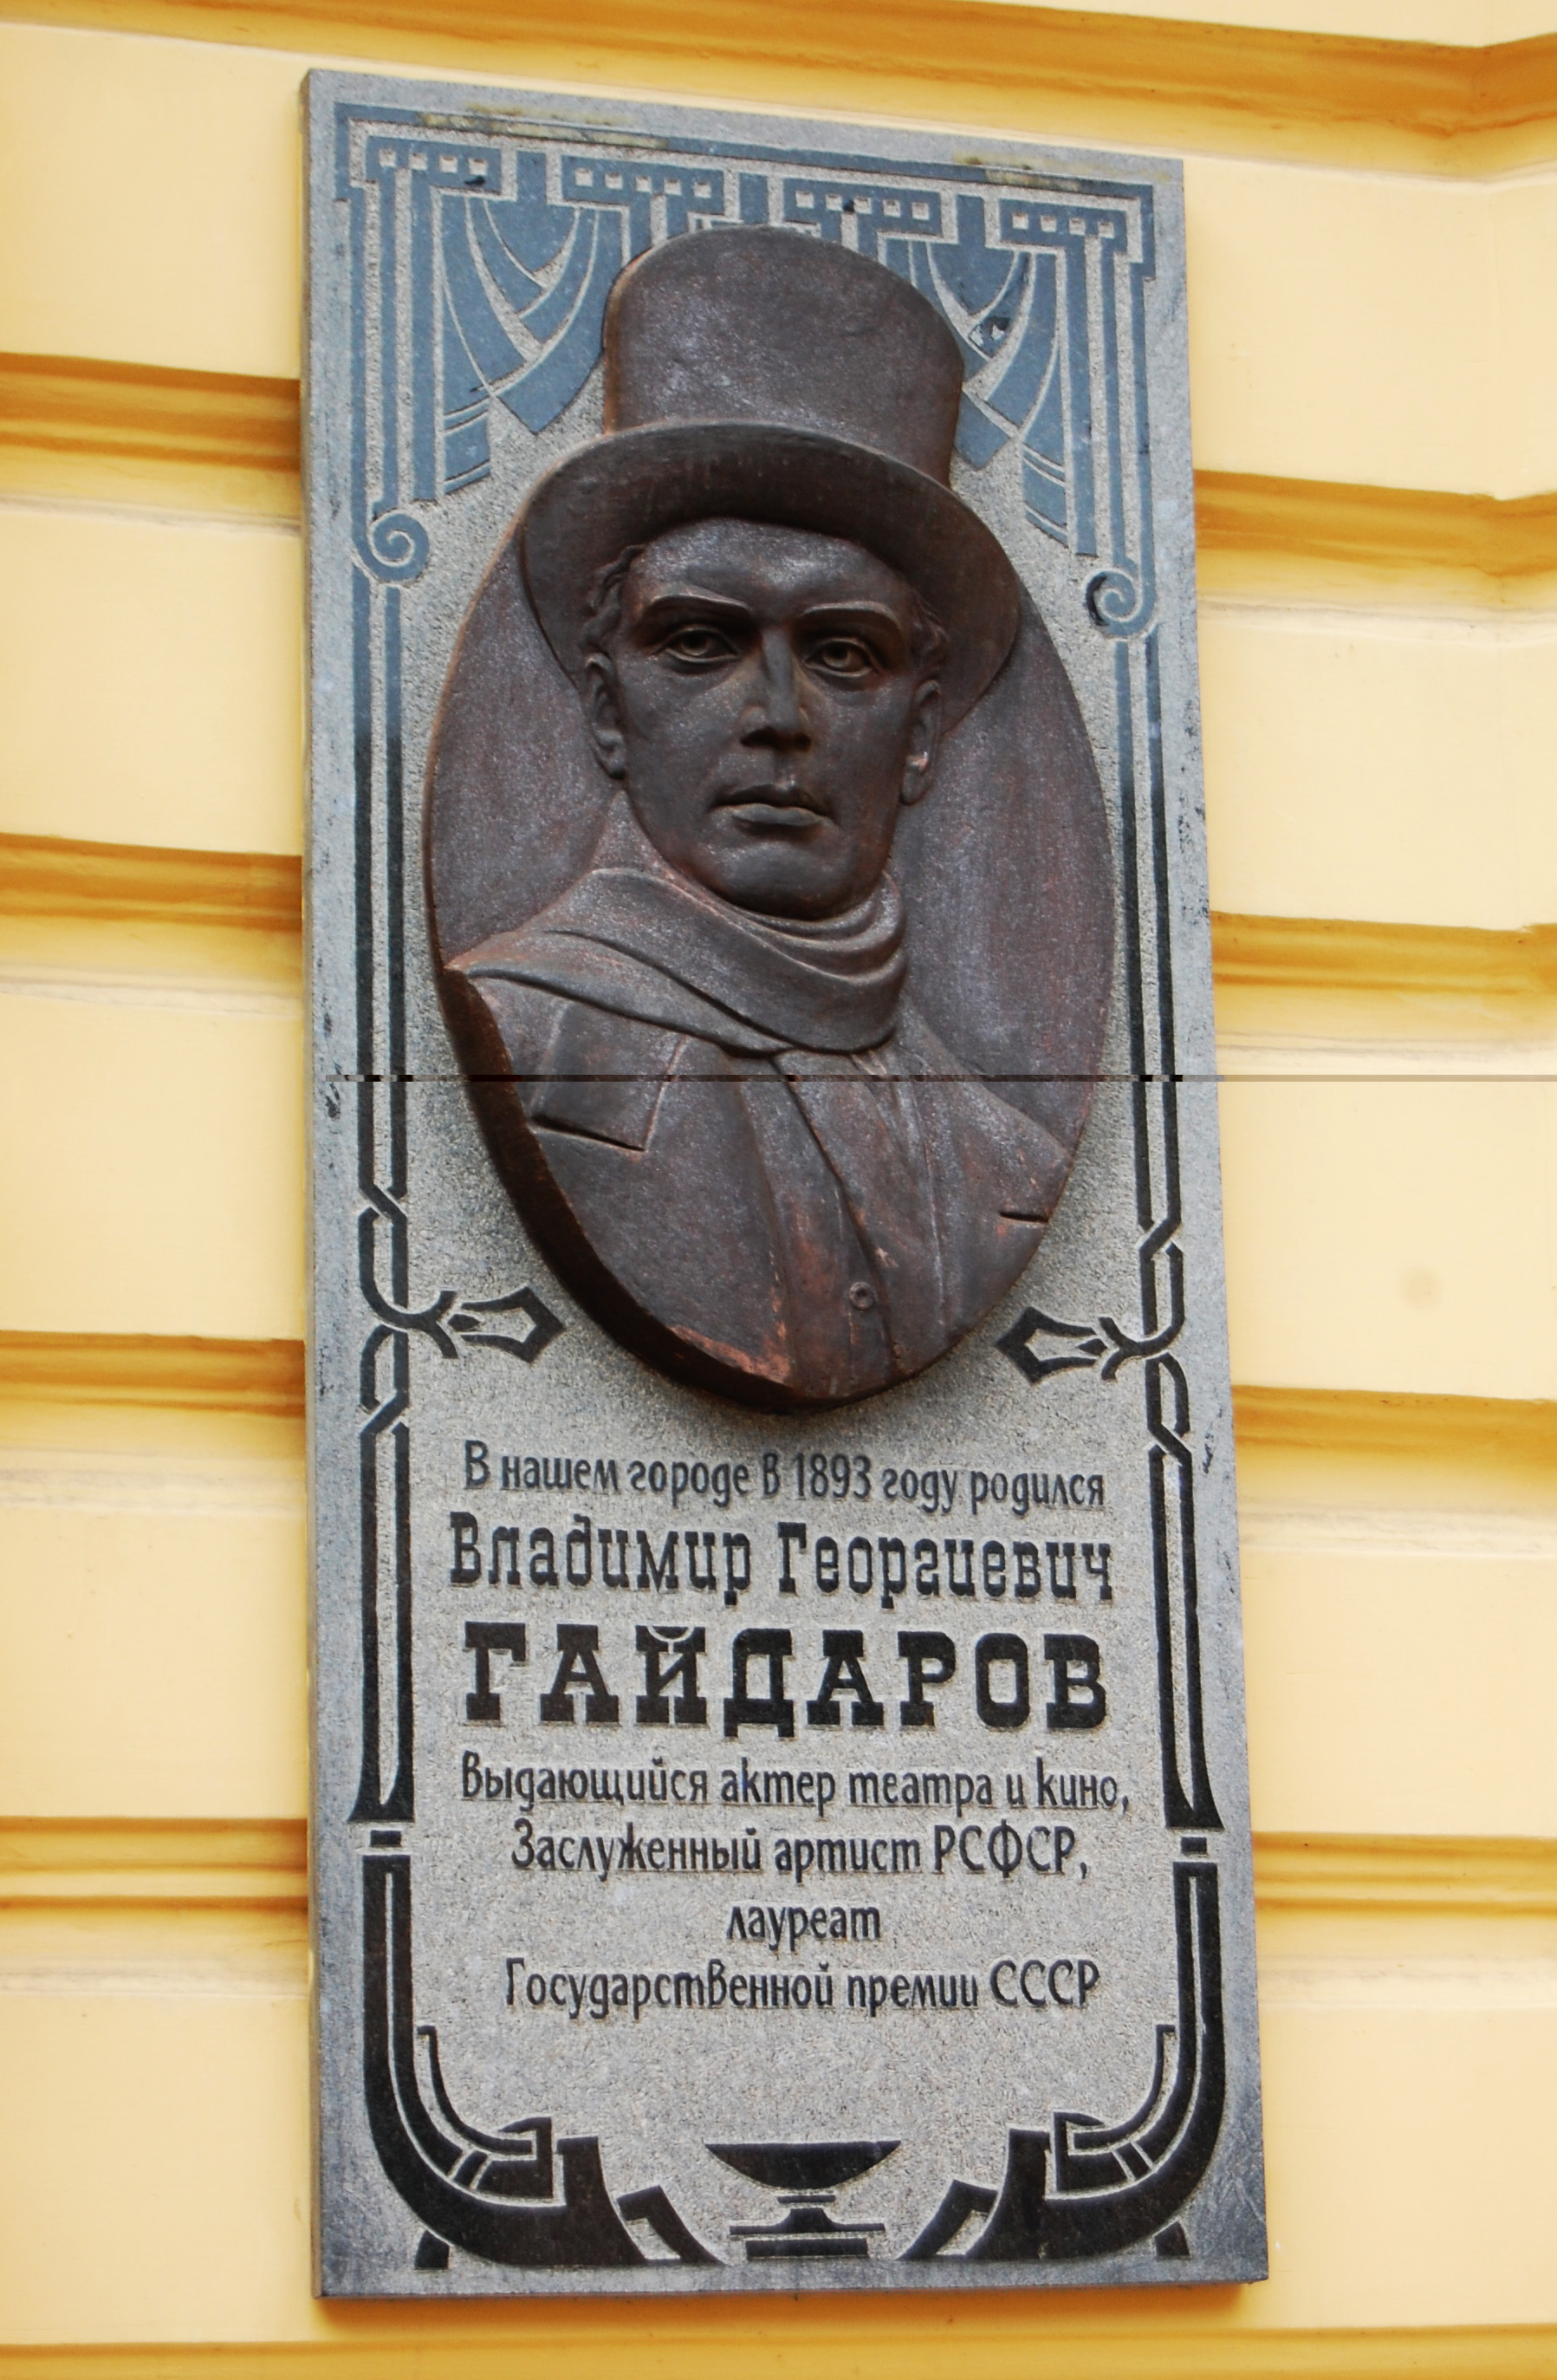 В нашем городе в 1893 году родился
Владимир Георгиевич
ГАЙДАРОВ
выдающийся актер театра и кино,
Заслуженный артист РСФСР,
лауреат
Государственной премии СССР